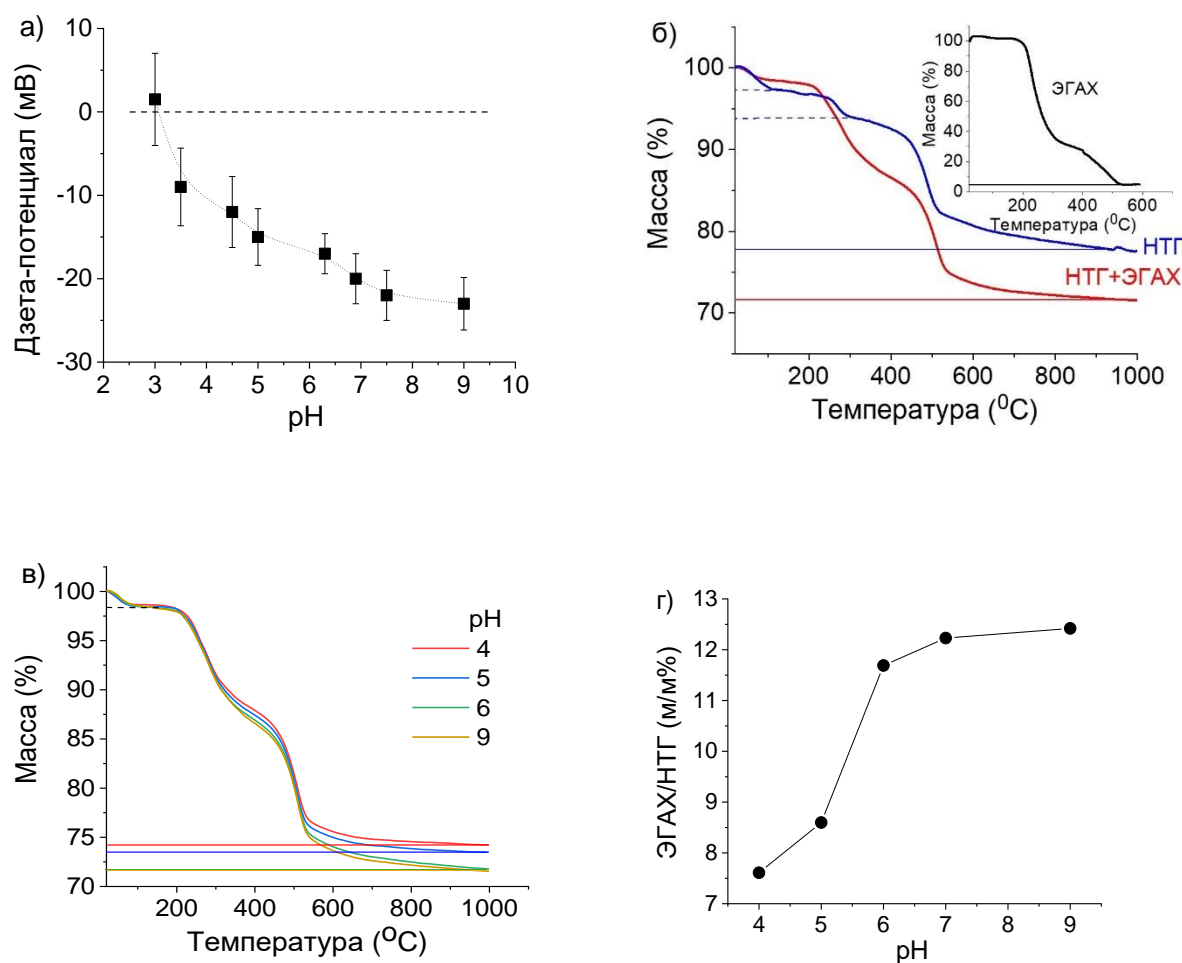 а)
10
0
-10
-20
-30
Дзета-потенциал (мВ)
2 3 4 5 6 7 8 9 10
pH
б)
100
90
80
70
Масса (%)
200 400 600 800 1000
Температура (⁰C)
НТГ
НТГ+ЭГАХ
100
80
60
40
20
0
Масса (%)
ЭГАХ
200 400 600
Температура (⁰C)
в)
100
95
90
85
80
75
70
Масса (%)
pH
4
5
6
9
200 400 600 800 1000
Температура (⁰C)
г)
13
12
11
10
9
8
7
ЭГАХ/НТГ (м/м%)
4 5 6 7 8 9
pH